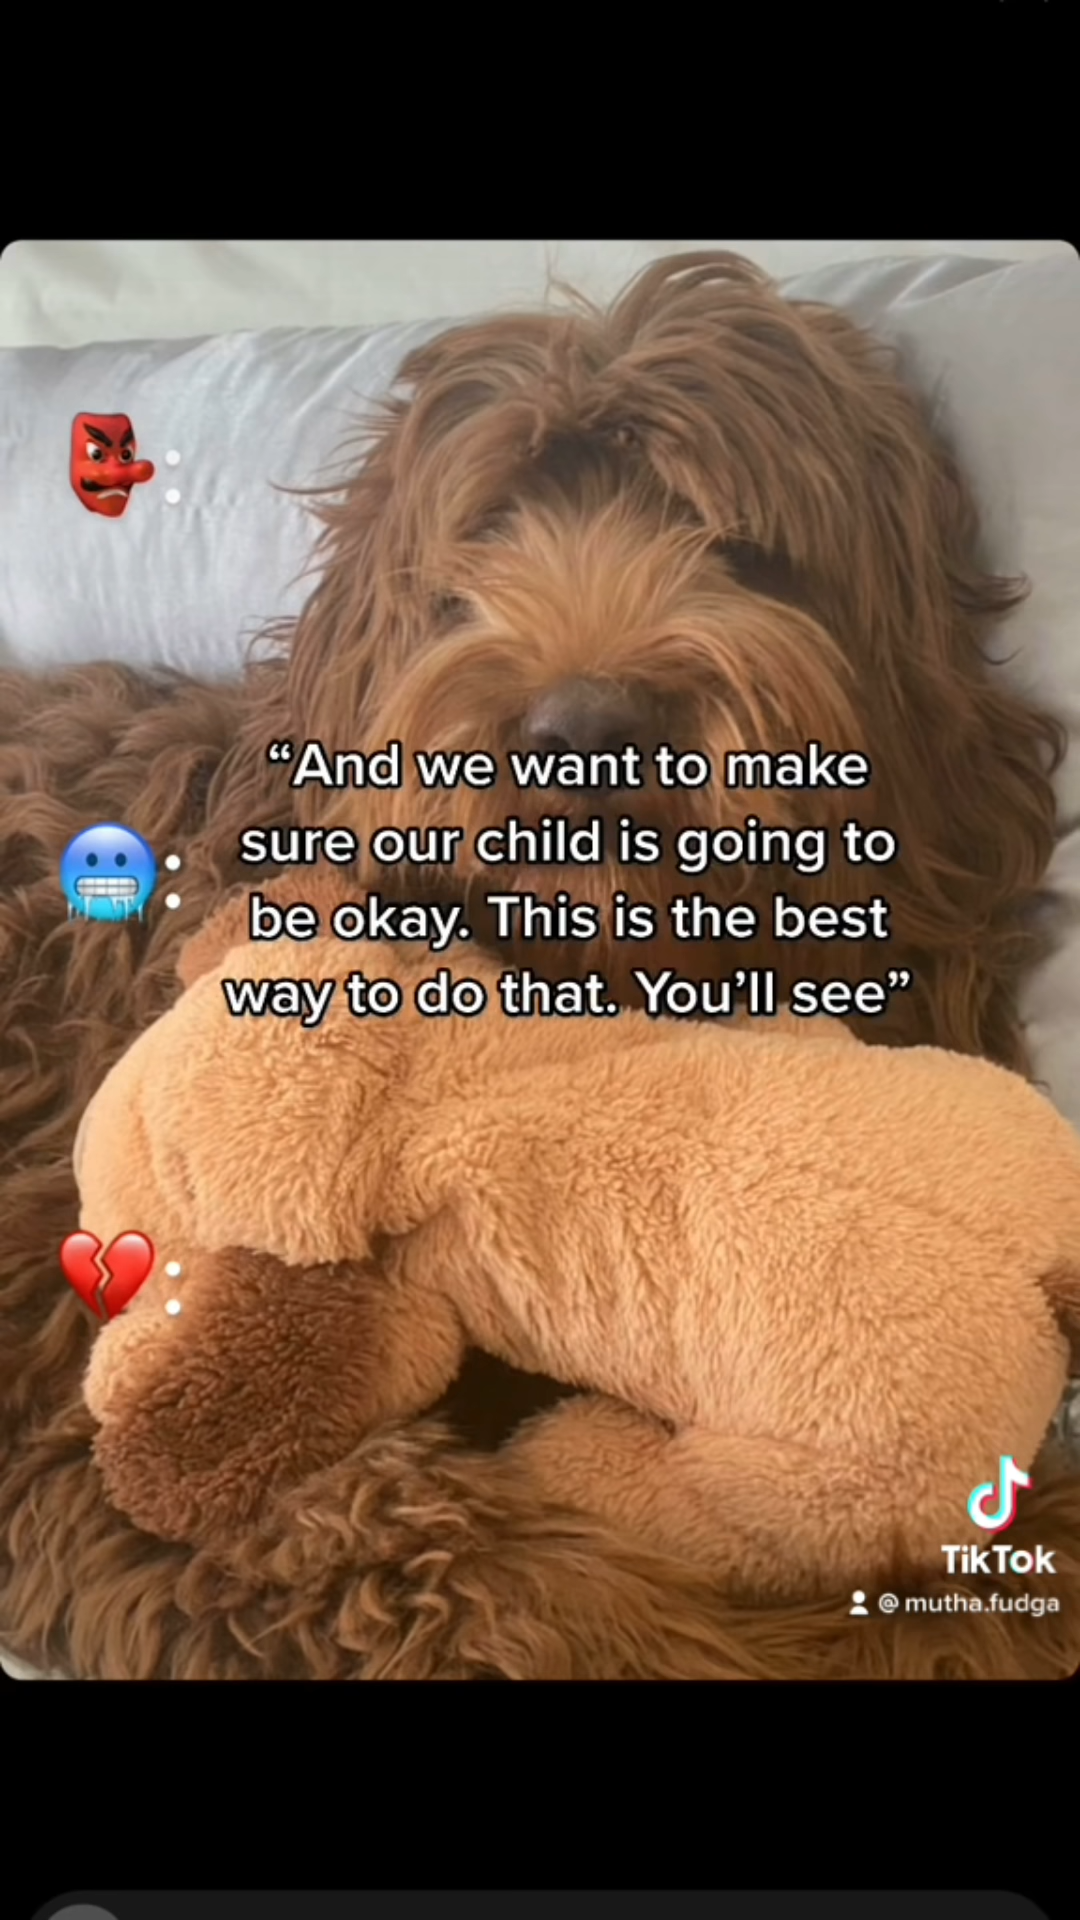 :
“And we want to make
sure our child is going to
: be okay. This is the best
way to do that. You’ll see”
:
TikTok
@ mutha.fudga